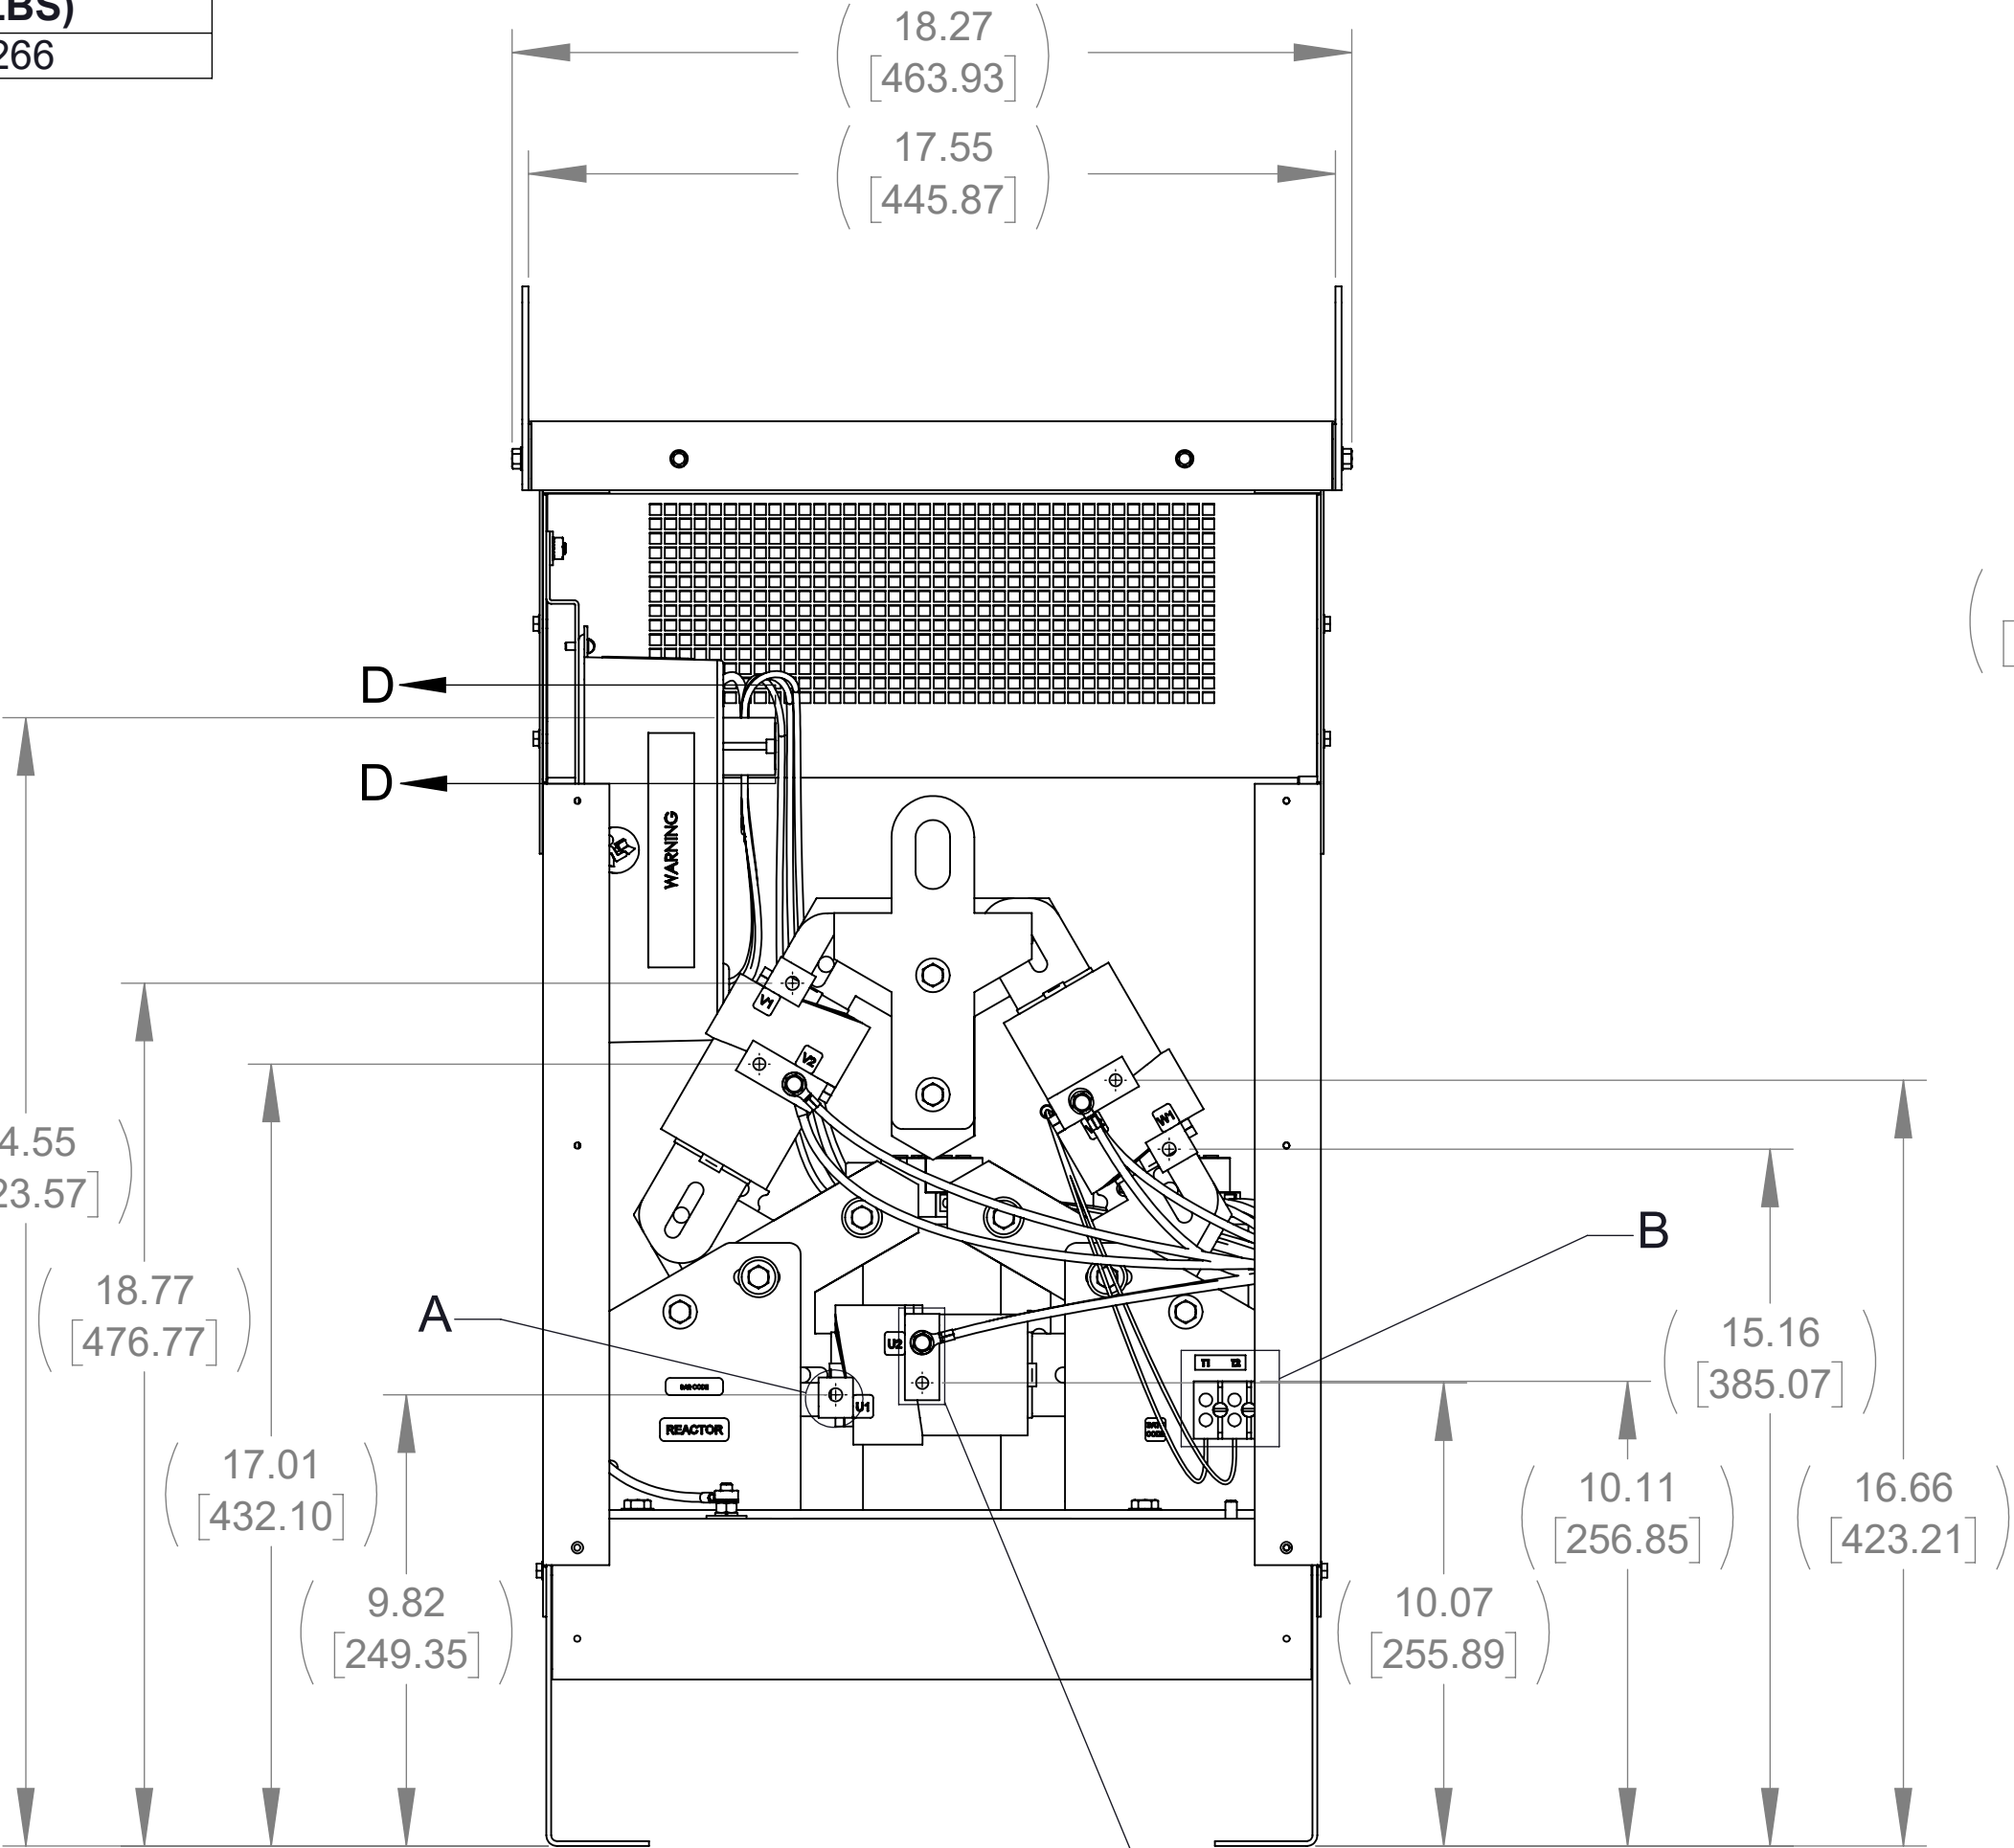 LBS)
266
18.27
[463.93]
17.55
[445.87]
D
D
WARNING
V1
V2
W1
4.55
23.57]
18.77
[476.77]
17.01
[432.10]
9.82
[249.35]
A
B
U2
U1
T1 T2
BAR CODE
REACTOR
15.16
[385.07]
10.11
[256.85]
16.66
[423.21]
10.07
[255.89]